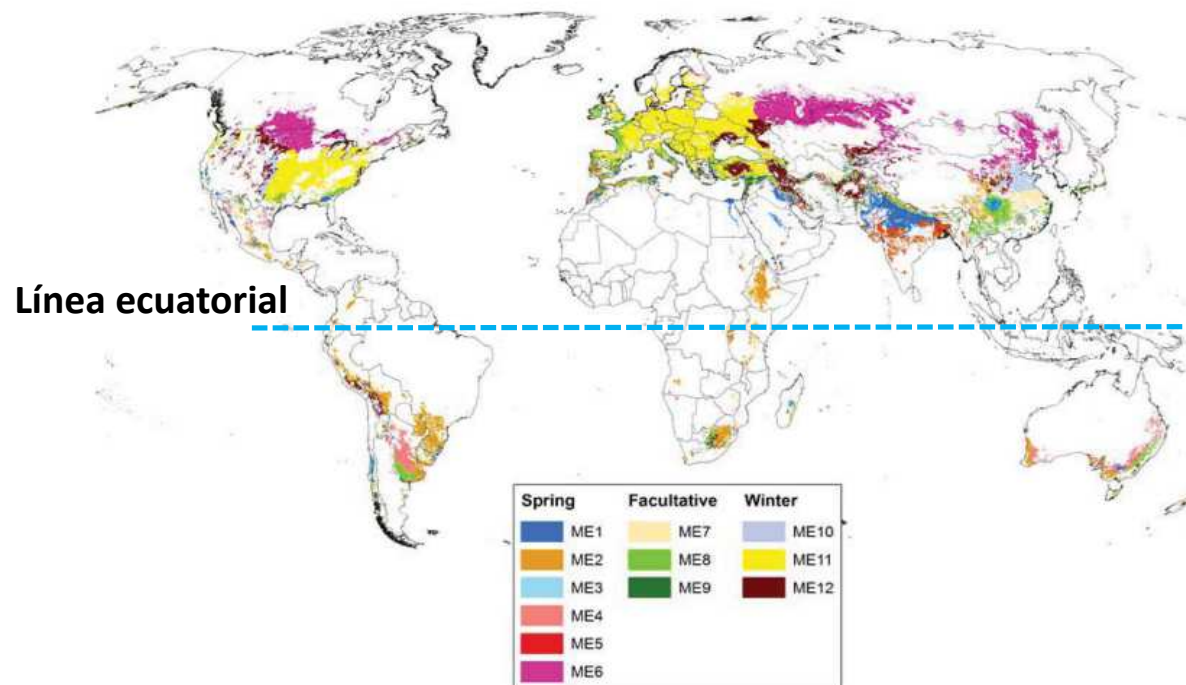 Línea ecuatorial
Spring Facultative Winter
ME1 ME7 ME10
ME2 ME8 ME11
ME3 ME9 ME12
ME4
ME5
ME6